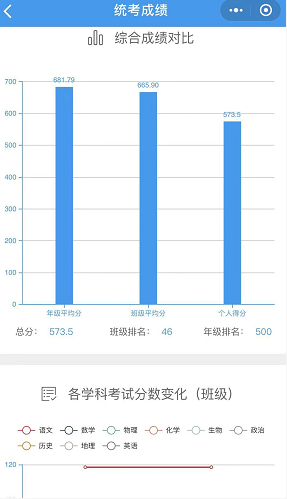 统考成绩
综合成绩对比
700
681.79
665.90
600
573.5
500
400
300
200
100
0
年级平均分 班级平均分 个人得分
总分： 573.5 班级排名： 46 年级排名： 500
各学科考试分数变化（班级）
语文 数学 物理 化学 生物 政治
历史 地理 英语
120